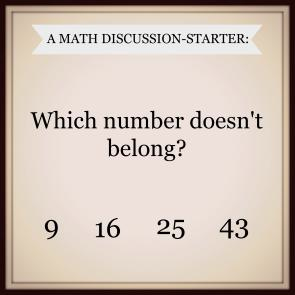 A MATH DISCUSSION-STARTER:
Which number doesn't
belong?
9 16 25 43